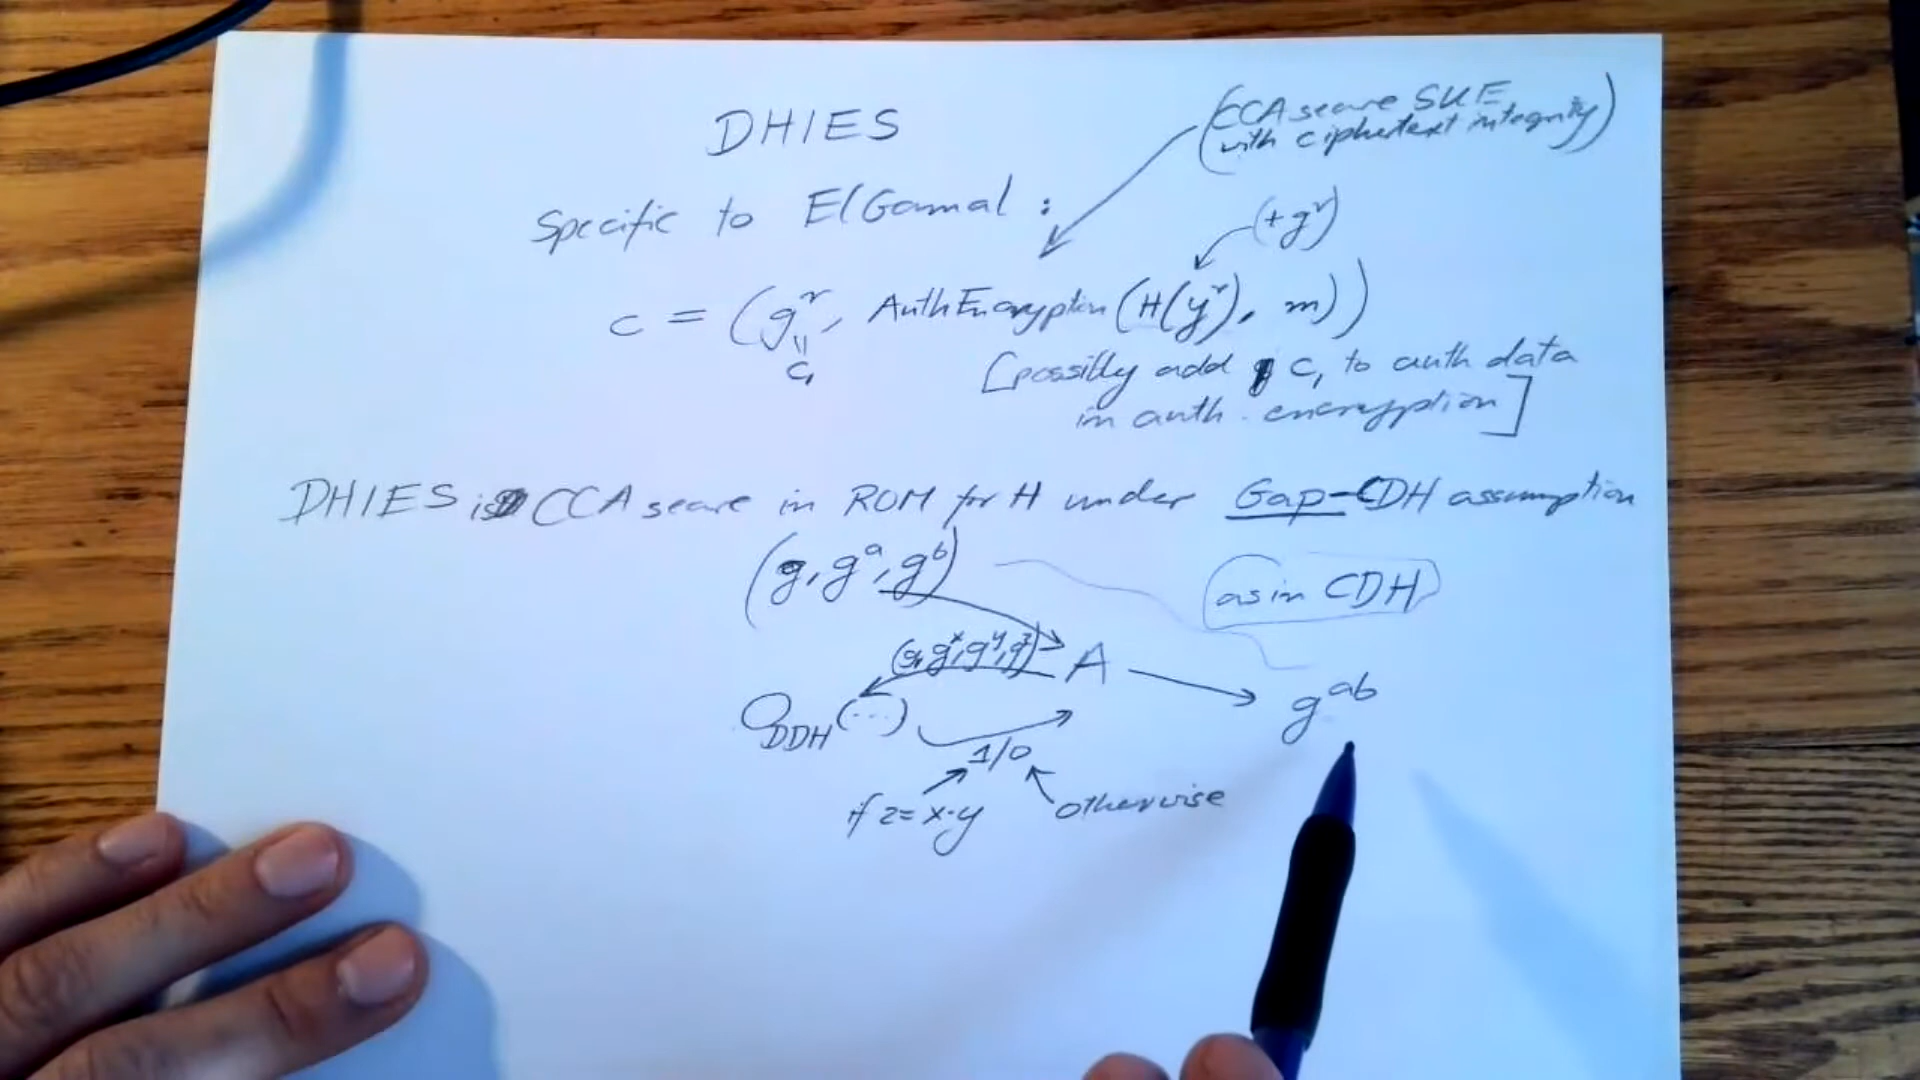 DHIES
(CCA secure SKE
with ciphertext integrity)
Specific to ElGamal :
(+ g^r)
c = (g^r, AuthEncryption (H(y^r), m))
= c₁
[possibly add c₁ to auth data
in auth. encryption]
DHIES is CCA secure in ROM for H under Gap-CDH assumption
(g, g^a, g^b)
as in CDH
(g, g^x, g^y, g^z)
A
g^ab
O_DDH (...)
1/0
if z = x·y
otherwise